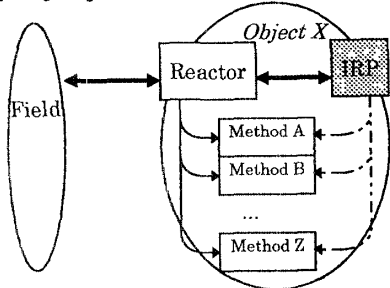 Object X
Reactor
IRP
Field
Method A
Method B
...
Method Z